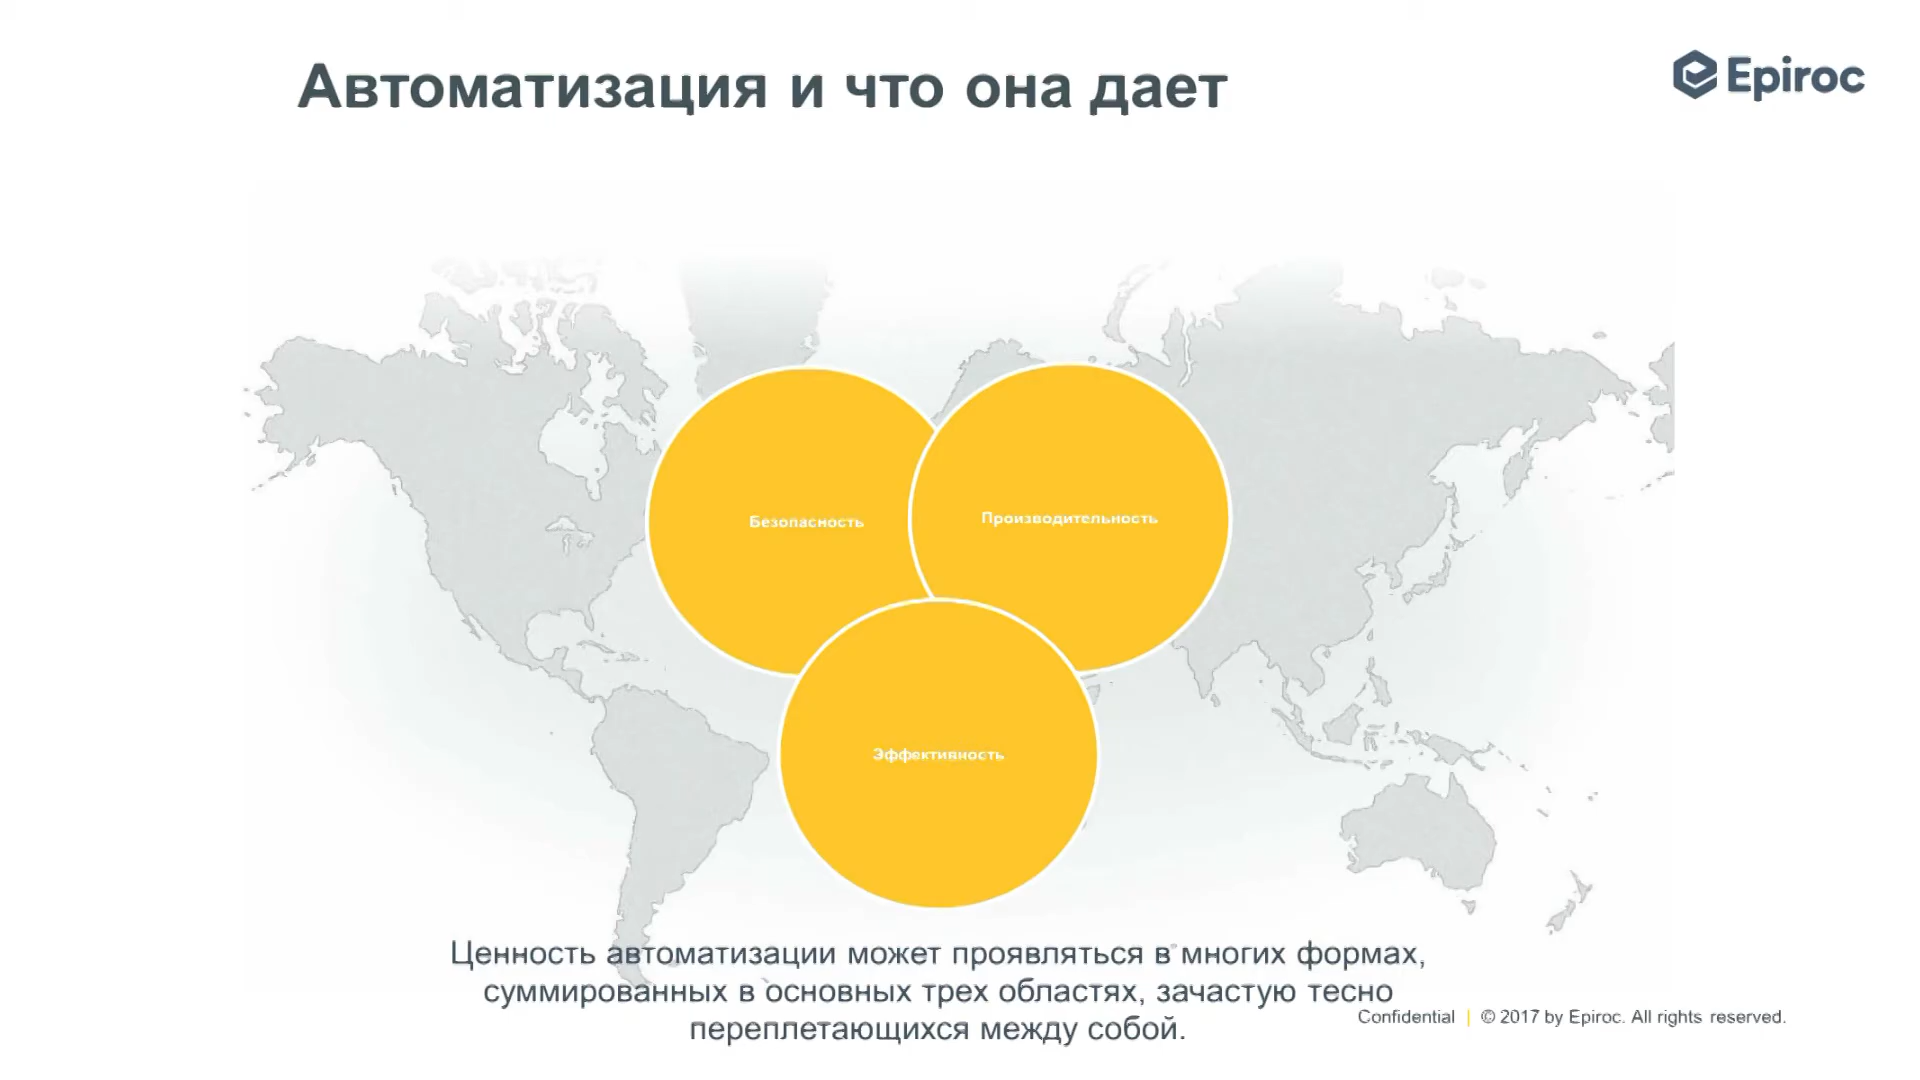 Автоматизация и что она дает
Epiroc
Безопасность
Производительность
Эффективность
Ценность автоматизации может проявляться в многих формах,
суммированных в основных трех областях, зачастую тесно
переплетающихся между собой.
Confidential | © 2017 by Epiroc. All rights reserved.